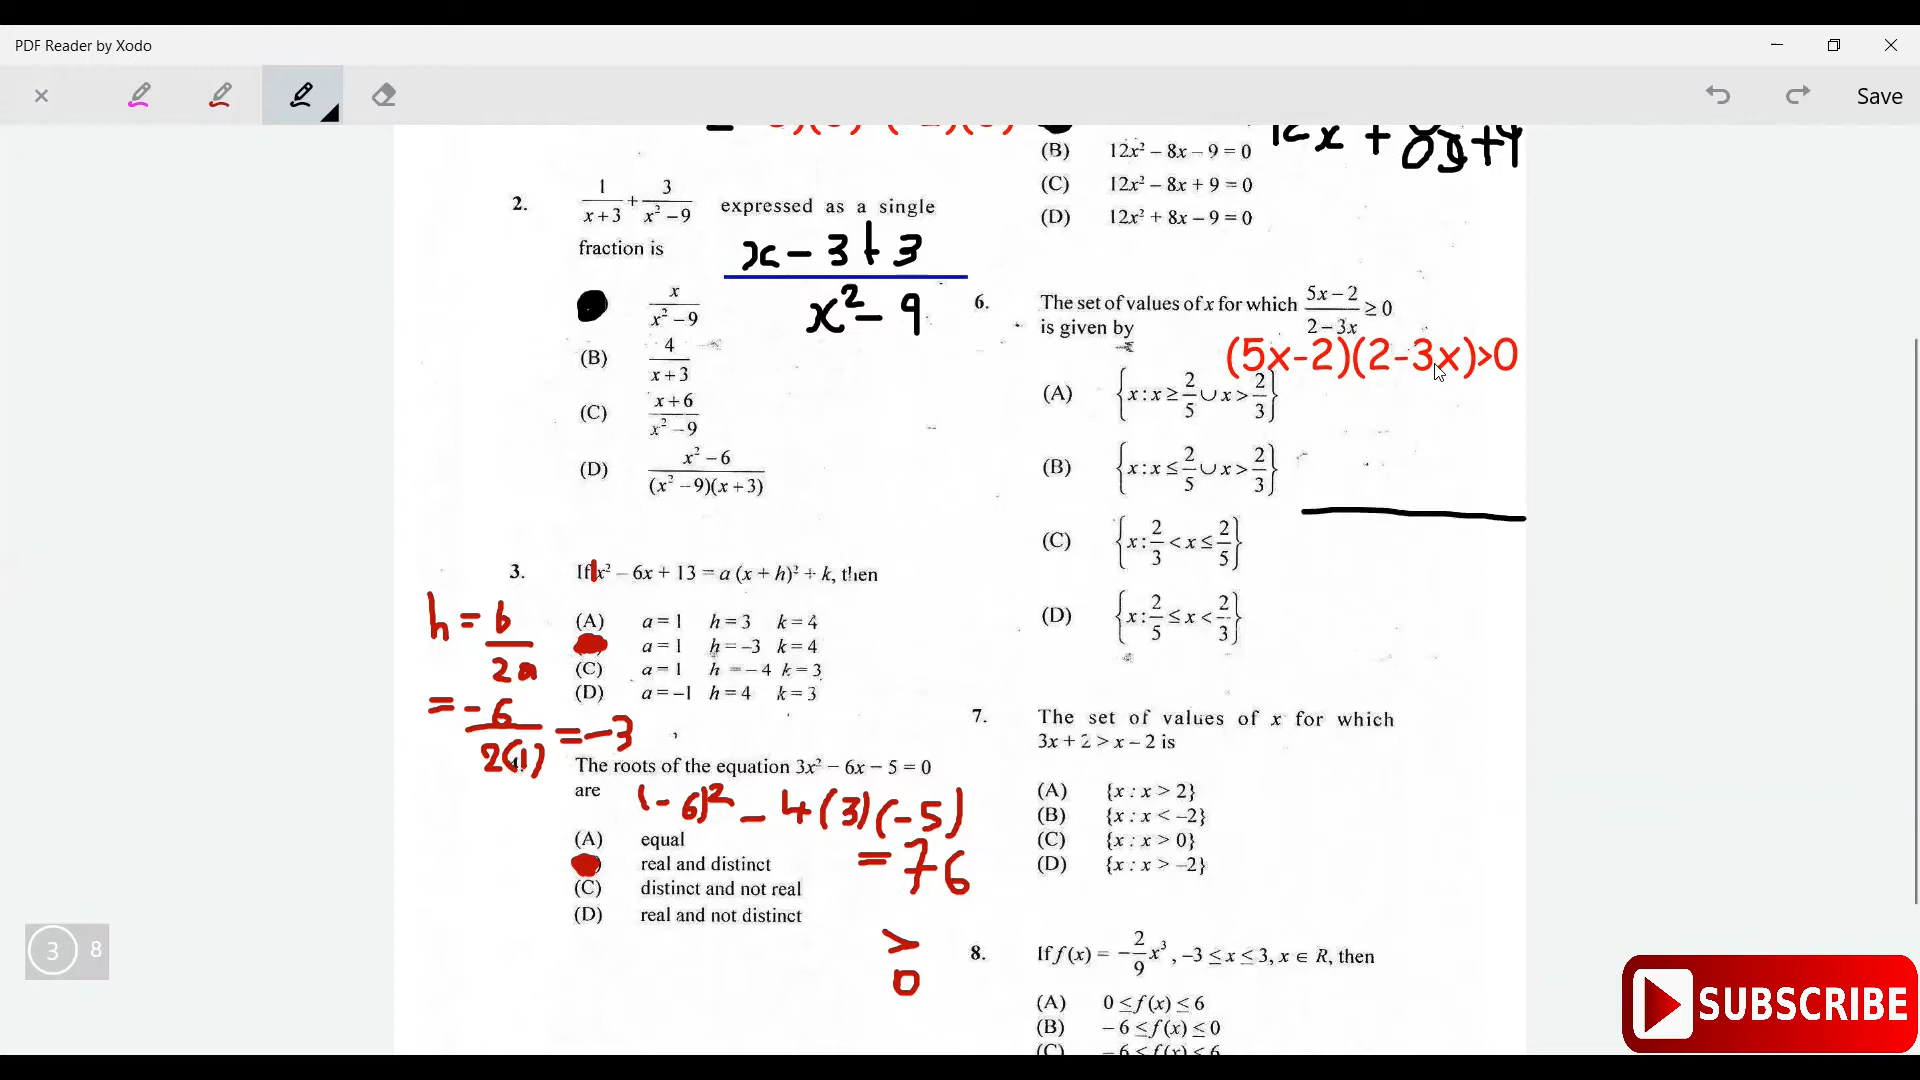 PDF Reader by Xodo
Save
2. 1/(x+3) + 3/(x² −9) expressed as a single
fraction is
x − 3 + 3
x² − 9
x/(x² −9)
(B) 4/(x+3)
(C) (x+6)/(x² −9)
(D) (x² −6)/((x² −9)(x+3))
3. If 1x² − 6x + 13 = a (x + h)² + k, then
(A) a = 1 h = 3 k = 4
a = 1 h = −3 k = 4
(C) a = 1 h = − 4 k = 3
(D) a = −1 h = 4 k = 3
h = b/2a
= −6/2(1) = −3
The roots of the equation 3x² − 6x − 5 = 0
are
(−6)² − 4(3)(−5)
= 76
> 0
(A) equal
real and distinct
(C) distinct and not real
(D) real and not distinct
(B) 12x² − 8x − 9 = 0
(C) 12x² − 8x + 9 = 0
(D) 12x² + 8x − 9 = 0
6. The set of values of x for which (5x−2)/(2−3x) ≥ 0
is given by
(5x-2)(2-3x)>0
(A) {x : x ≥ 2/5 ∪ x > 2/3}
(B) {x : x ≤ 2/5 ∪ x > 2/3}
(C) {x : 2/3 < x ≤ 2/5}
(D) {x : 2/5 ≤ x < 2/3}
7. The set of values of x for which
3x + 2 > x − 2 is
(A) {x : x > 2}
(B) {x : x < −2}
(C) {x : x > 0}
(D) {x : x > −2}
8. If f (x) = −2/9 x³ , −3 ≤ x ≤ 3, x ∈ R, then
(A) 0 ≤ f (x) ≤ 6
(B) − 6 ≤ f (x) ≤ 0
(C) − 6 ≤ f (x) ≤ 6
3 8
SUBSCRIBE